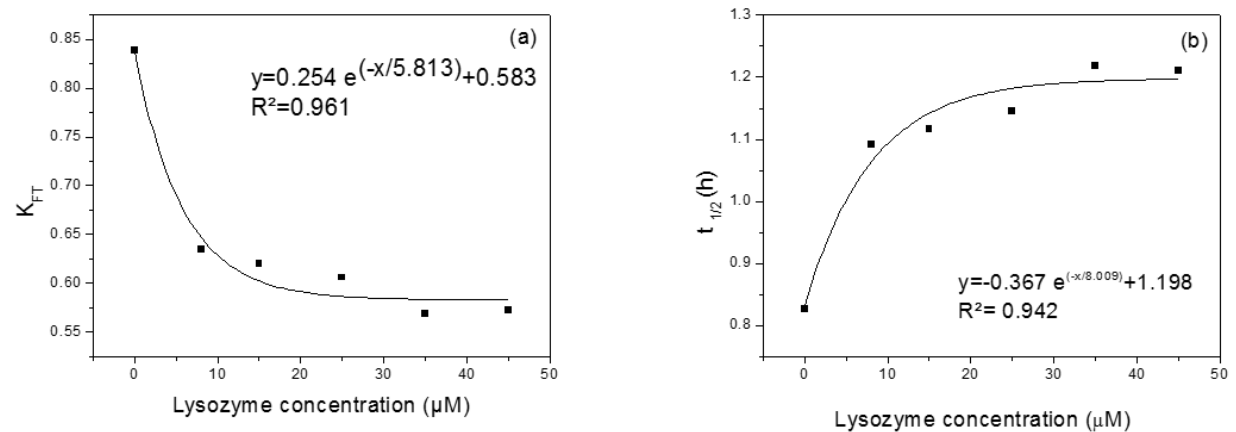 (a)
y=0.254 e(-x/5.813)+0.583
R²=0.961
0.85
0.80
0.75
0.70
0.65
0.60
0.55
K FT
0 10 20 30 40 50
Lysozyme concentration (µM)
(b)
1.3
1.2
1.1
1.0
0.9
0.8
t 1/2 (h)
y=-0.367 e(-x/8.009)+1.198
R²= 0.942
0 10 20 30 40 50
Lysozyme concentration (μM)